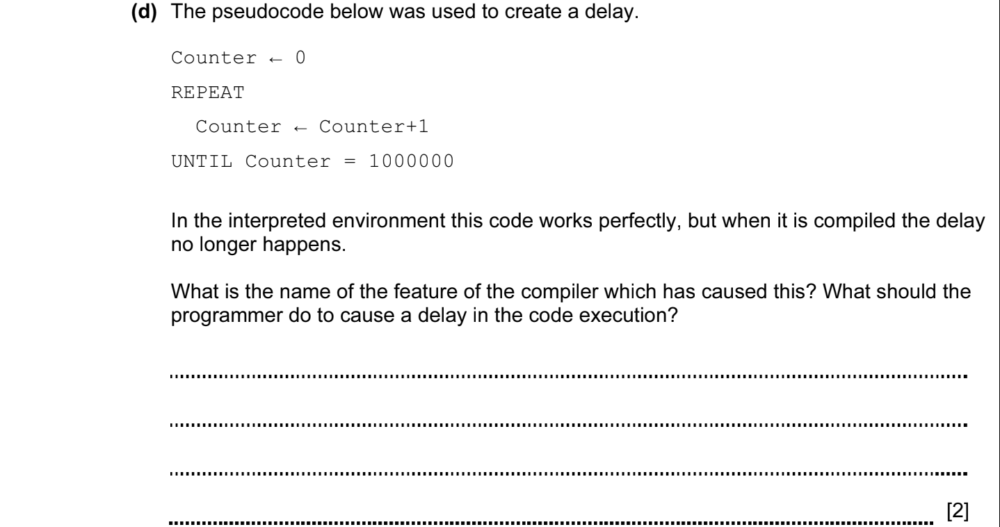 (d) The pseudocode below was used to create a delay.
Counter ← 0
REPEAT
Counter ← Counter+1
UNTIL Counter = 1000000
In the interpreted environment this code works perfectly, but when it is compiled the delay
no longer happens.
What is the name of the feature of the compiler which has caused this? What should the
programmer do to cause a delay in the code execution?
[2]